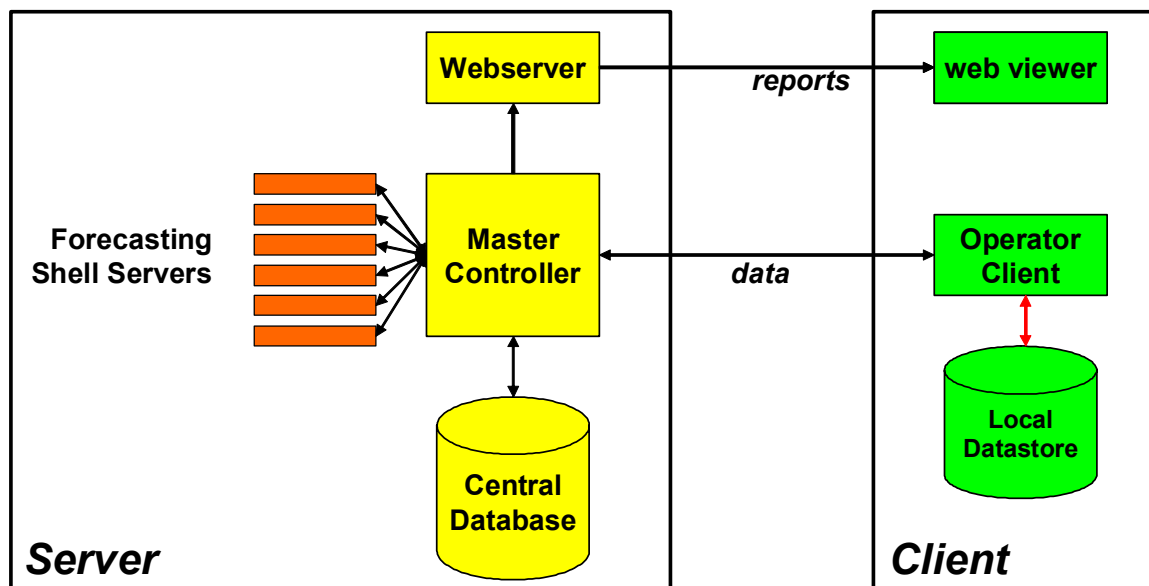 Webserver
reports
web viewer
Forecasting
Shell Servers
Master
Controller
data
Operator
Client
Central
Database
Local
Datastore
Server
Client